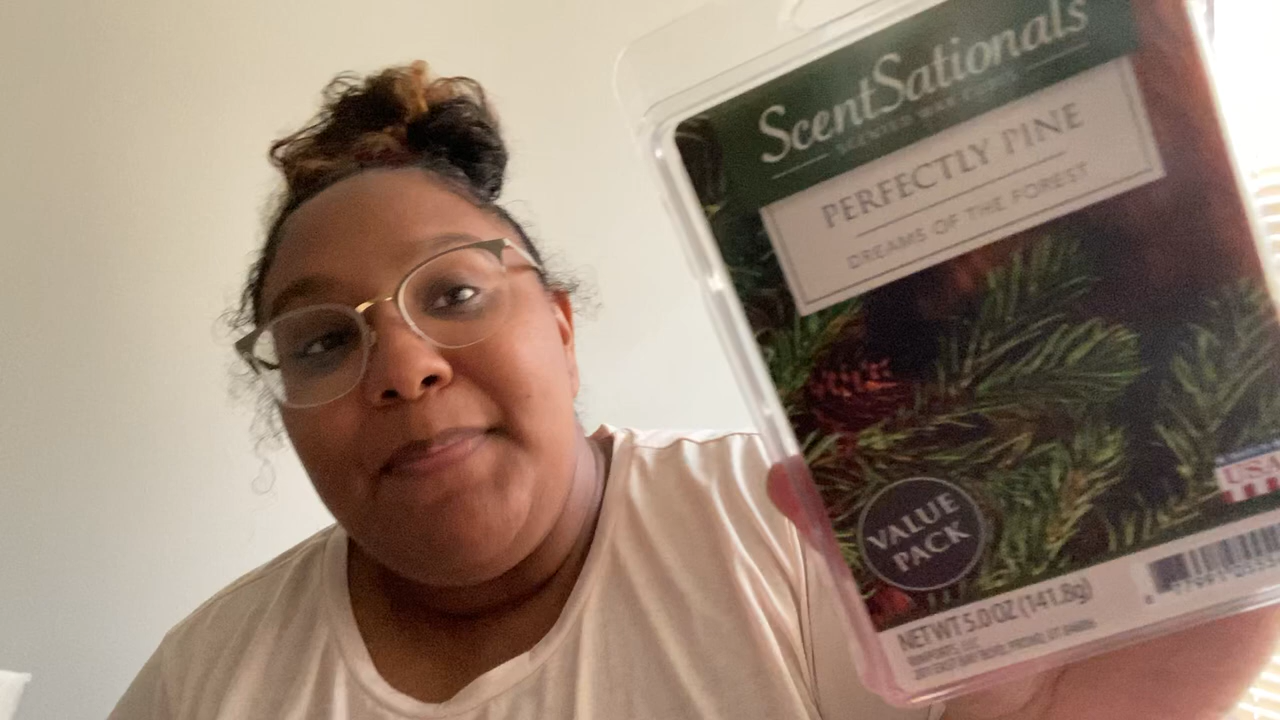 ScentSationals
SCENTED WAX CUBES
PERFECTLY PINE
DREAMS OF THE FOREST
VALUE
PACK
USA
NET WT 5.0 OZ (141.8g)